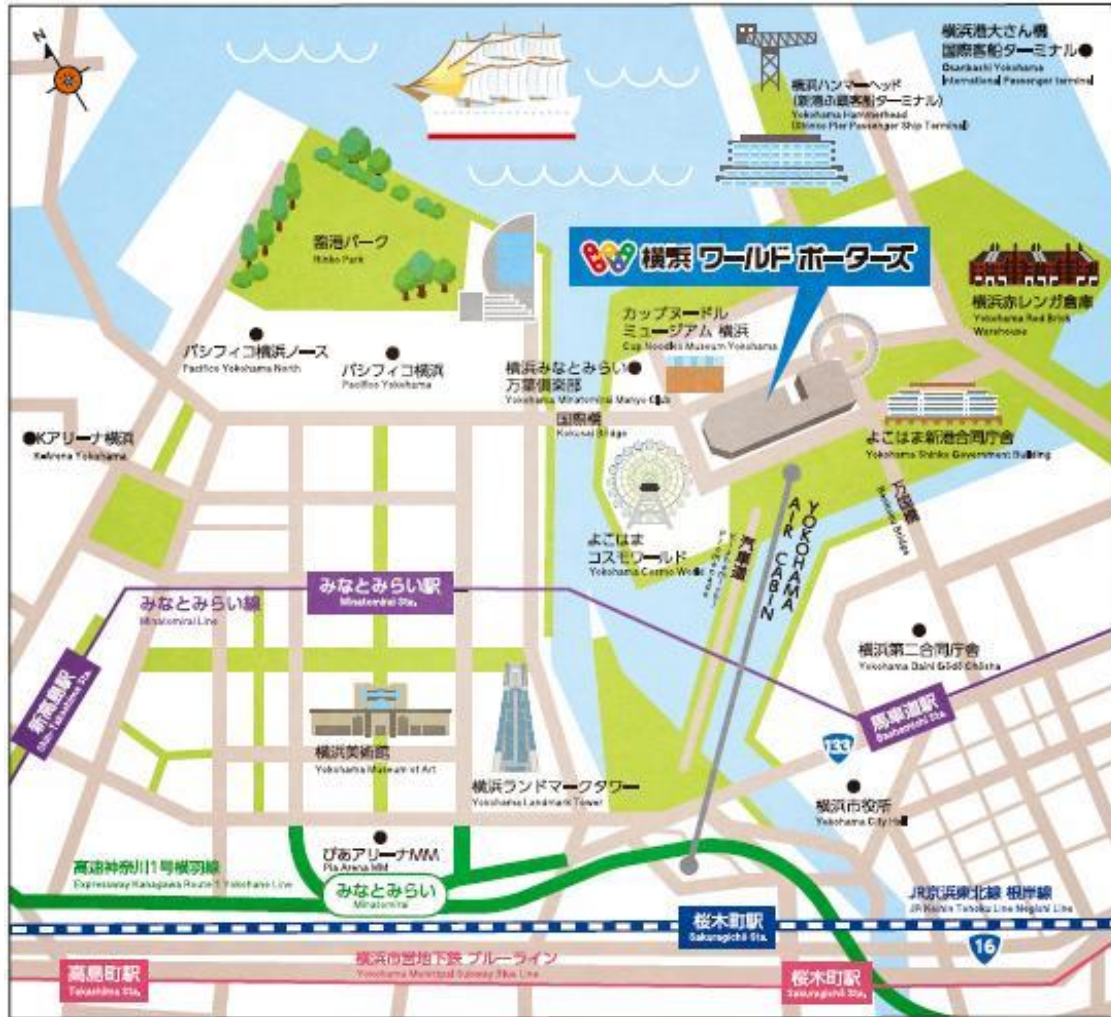 N
横浜港大さん橋
国際客船ターミナル
Osanbashi Yokohama
International Passenger terminal
横浜ハンマーヘッド
(新港ふ頭客船ターミナル)
Yokohama Hammerhead
(Shinko Pier Passenger Ship Terminal)
臨港パーク
Rinko Park
横浜 ワールド ポーターズ
横浜赤レンガ倉庫
Yokohama Red Brick
Warehouse
カップヌードル
ミュージアム 横浜
Cup Noodles Museum Yokohama
パシフィコ横浜ノース
Pacifico Yokohama North
パシフィコ横浜
Pacifico Yokohama
横浜みなとみらい
万葉倶楽部
Yokohama Minatomirai Manyo Club
国際橋
Kokusai Bridge
Kアリーナ横浜
K-Arena Yokohama
よこはま新港合同庁舎
Yokohama Shinko Government Building
よこはま
コスモワールド
Yokohama Cosmo World
汽車道
YOKOHAMA
AIR CABIN
万国橋
Bridge
みなとみらい駅
Minatomirai Sta.
みなとみらい線
Minatomirai Line
新高島駅
Shin-Takashima Sta.
横浜第二合同庁舎
Yokohama Daini Gōdō Chōsha
馬車道駅
Bashamichi Sta.
133
横浜美術館
Yokohama Museum of Art
横浜ランドマークタワー
Yokohama Landmark Tower
横浜市役所
Yokohama City Hall
ぴあアリーナMM
Pia Arena MM
高速神奈川1号横羽線
Expressway Kanagawa Route 1 Yokohane Line
みなとみらい
Minatomirai
JR京浜東北線 根岸線
JR Keihin Tohoku Line Negishi Line
桜木町駅
Sakuragichō Sta.
16
横浜市営地下鉄 ブルーライン
Yokohama Municipal Subway Blue Line
高島町駅
Takashima Sta.
桜木町駅
Sakuragichō Sta.